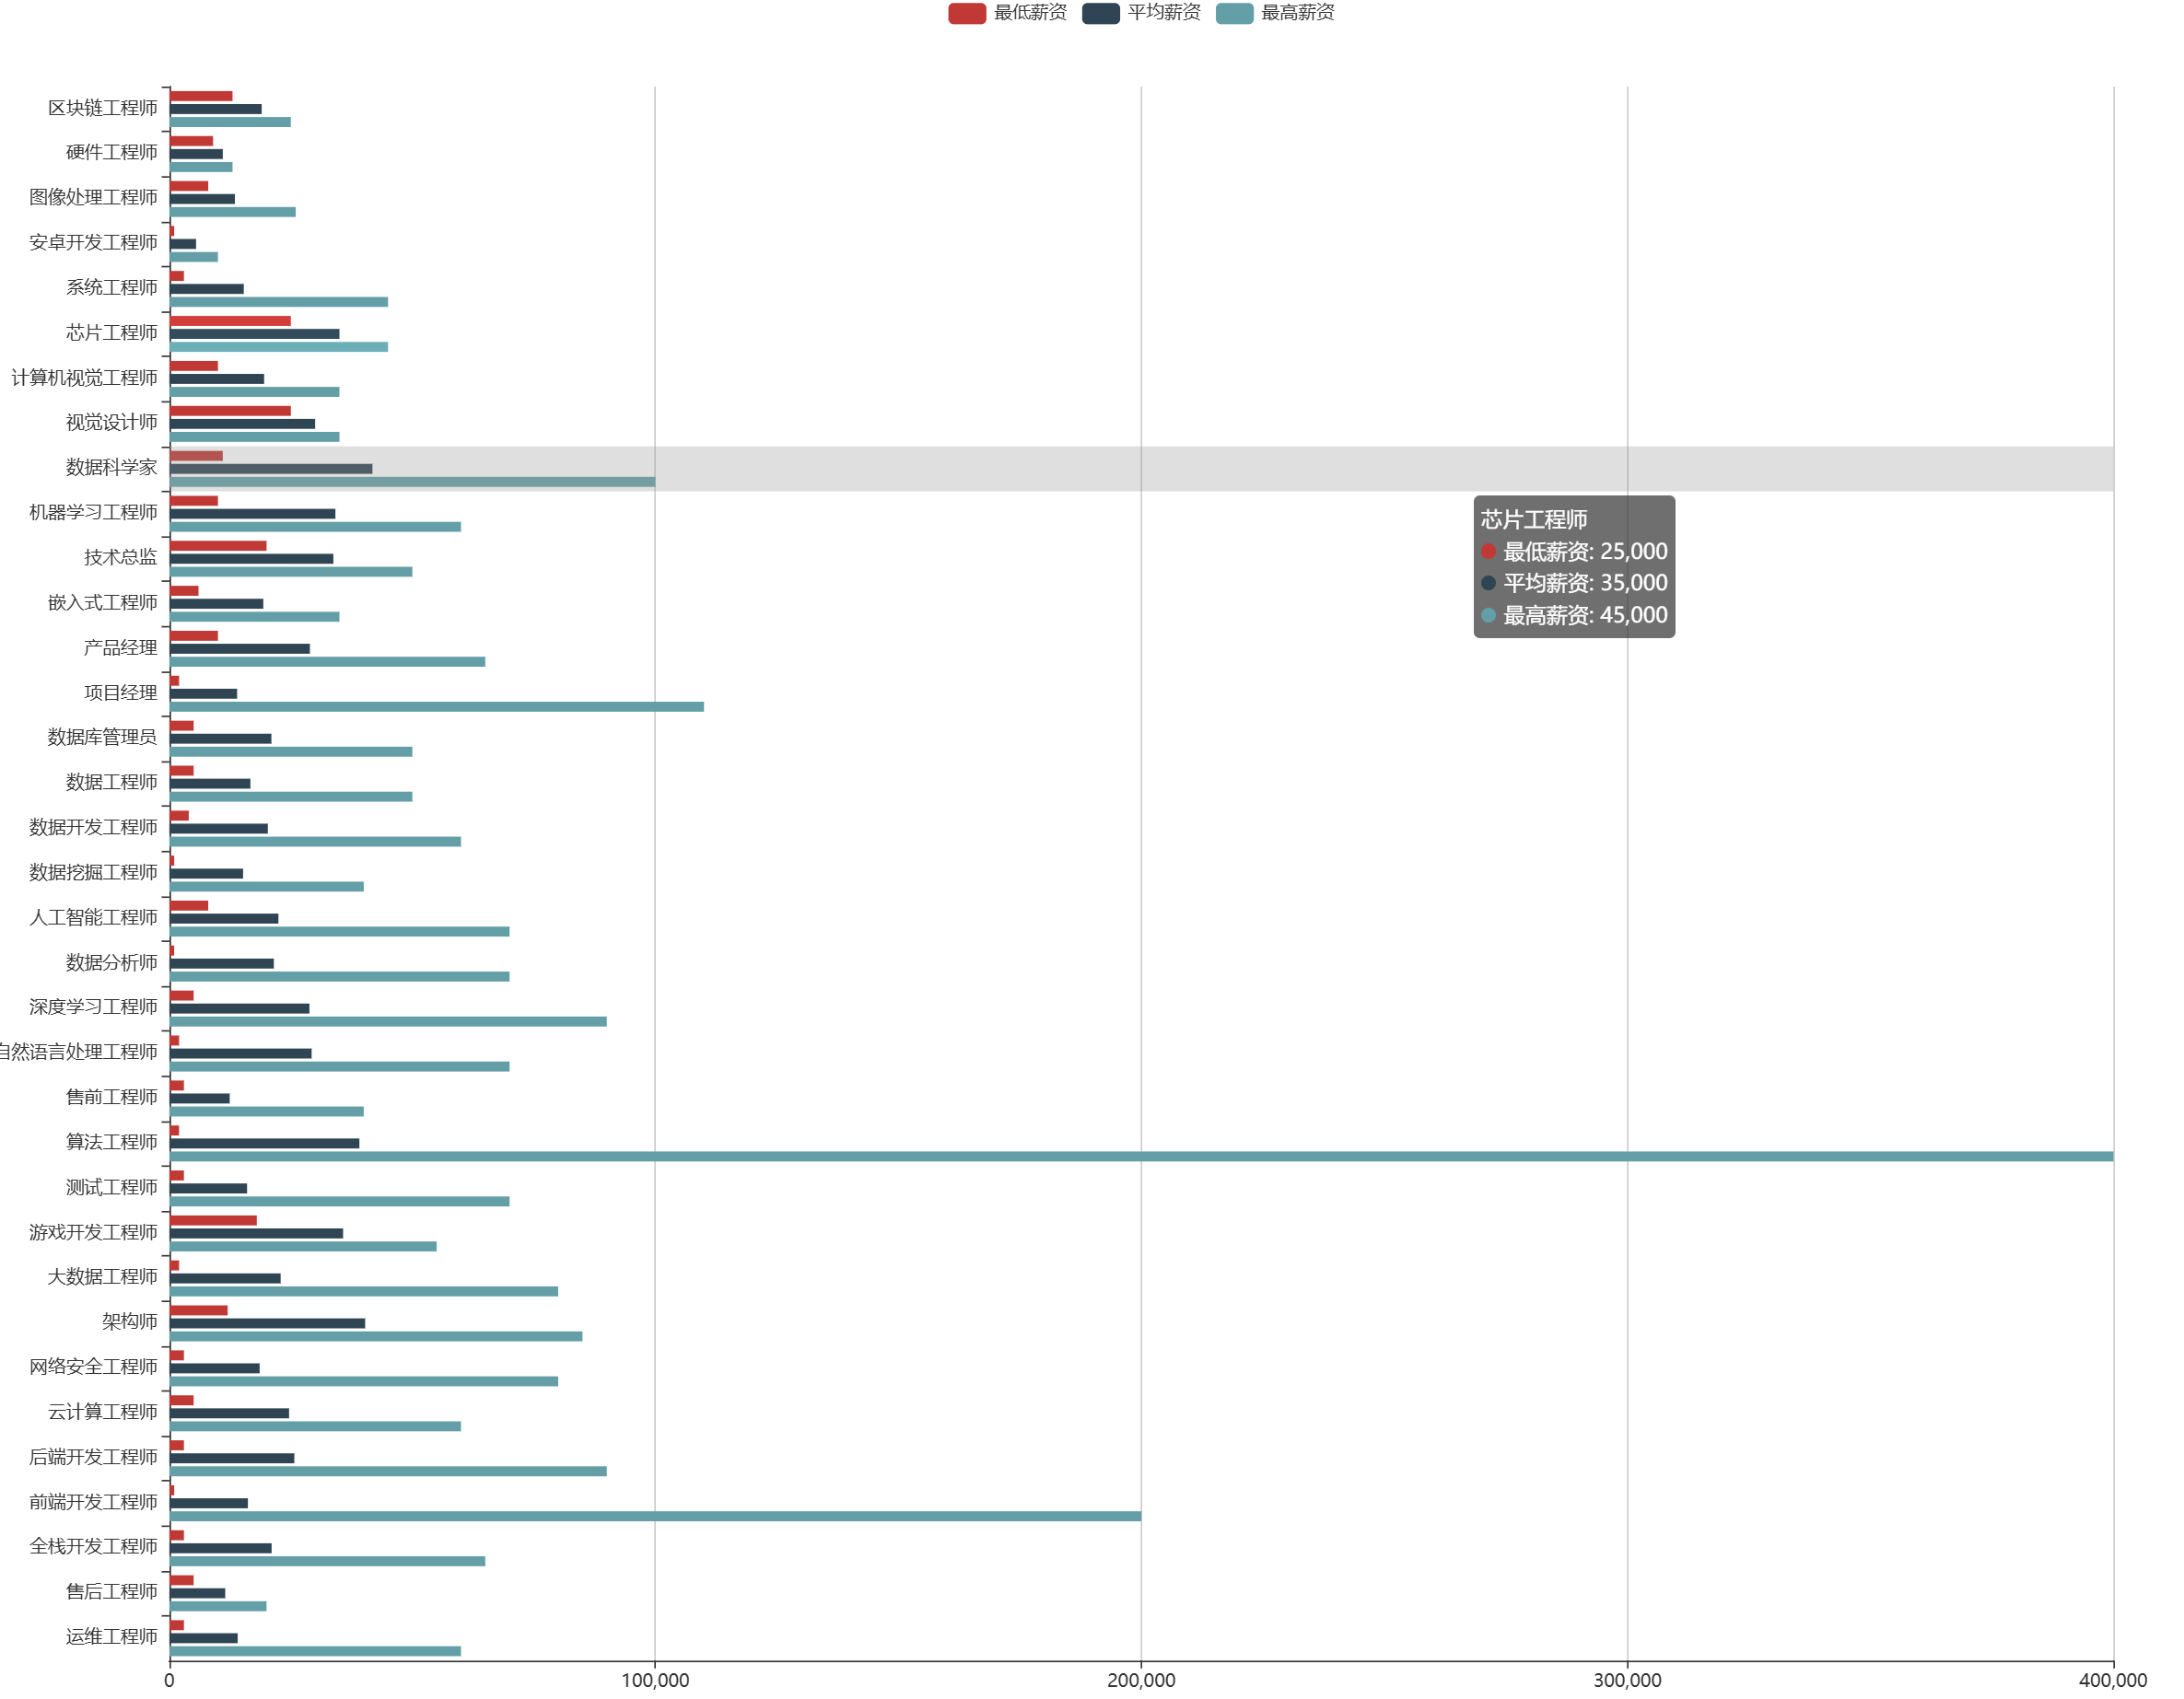 最低薪资 平均薪资 最高薪资
区块链工程师
硬件工程师
图像处理工程师
安卓开发工程师
系统工程师
芯片工程师
计算机视觉工程师
视觉设计师
数据科学家
机器学习工程师
芯片工程师
最低薪资: 25,000
平均薪资: 35,000
最高薪资: 45,000
技术总监
嵌入式工程师
产品经理
项目经理
数据库管理员
数据工程师
数据开发工程师
数据挖掘工程师
人工智能工程师
数据分析师
深度学习工程师
自然语言处理工程师
售前工程师
算法工程师
测试工程师
游戏开发工程师
大数据工程师
架构师
网络安全工程师
云计算工程师
后端开发工程师
前端开发工程师
全栈开发工程师
售后工程师
运维工程师
0 100,000 200,000 300,000 400,000